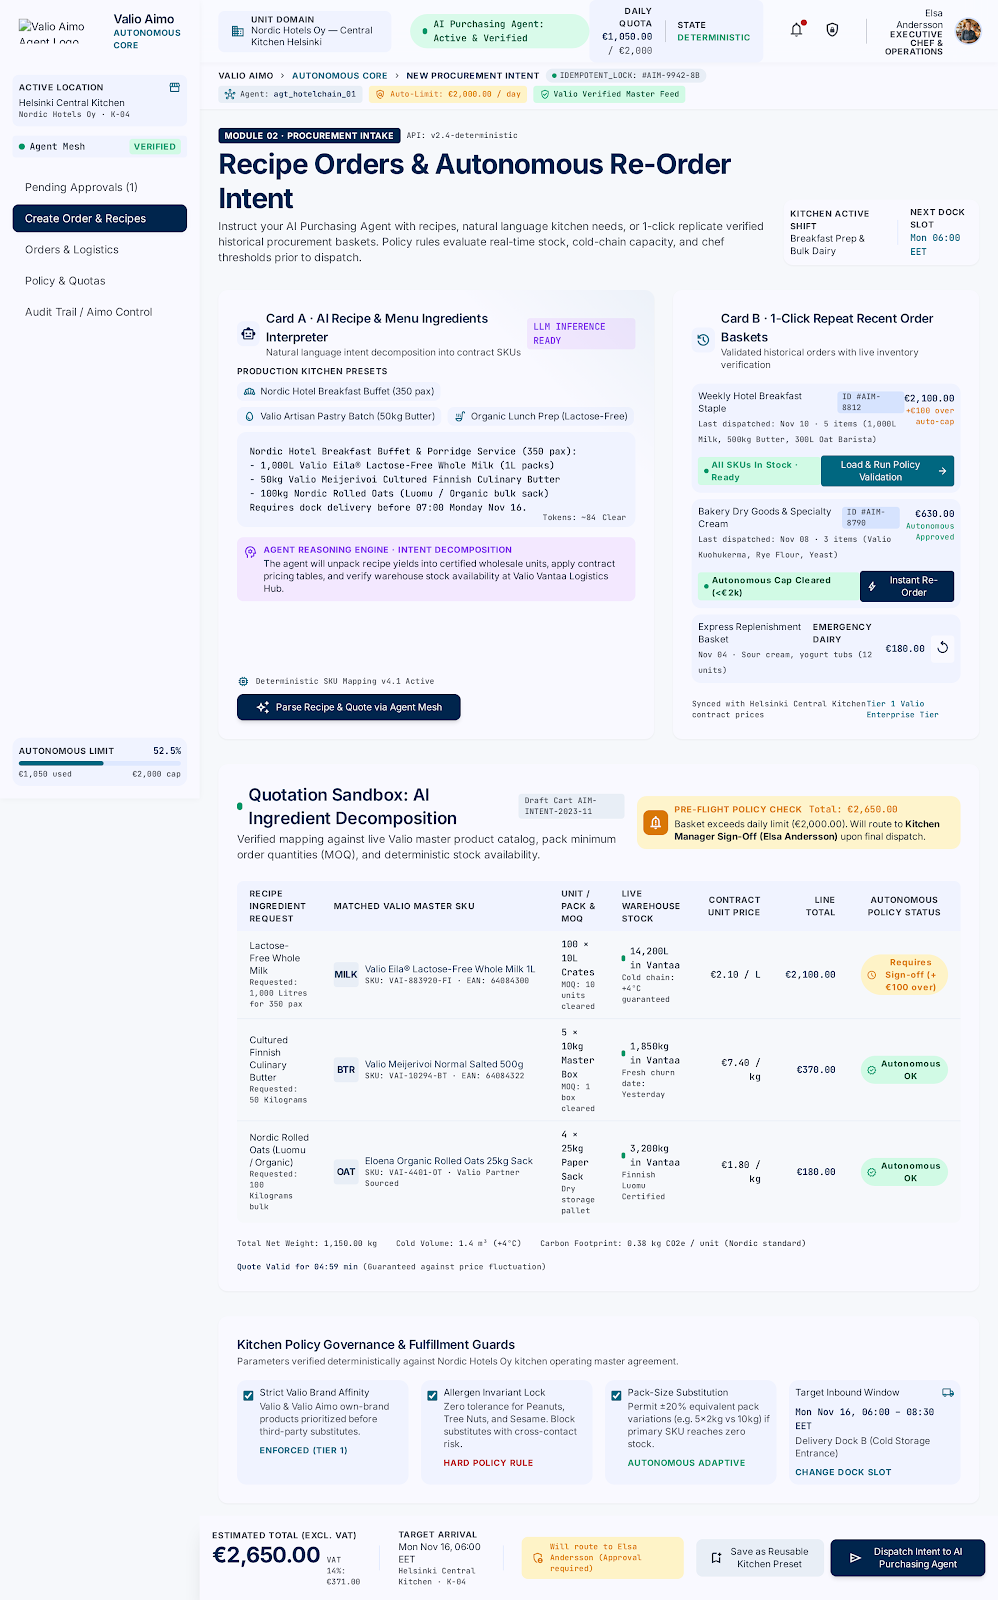 Valio Aimo
Agent Logo
Valio Aimo
AUTONOMOUS
CORE
ACTIVE LOCATION
Helsinki Central Kitchen
Nordic Hotels Oy · K-04
Agent Mesh
VERIFIED
Pending Approvals (1)
Create Order & Recipes
Orders & Logistics
Policy & Quotas
Audit Trail / Aimo Control
AUTONOMOUS LIMIT
52.5%
€1,050 used
€2,000 cap
UNIT DOMAIN
Nordic Hotels Oy — Central
Kitchen Helsinki
AI Purchasing Agent:
Active & Verified
DAILY
QUOTA
€1,050.00
/ €2,000
STATE
DETERMINISTIC
Elsa
Andersson
EXECUTIVE
CHEF &
OPERATIONS
VALIO AIMO › AUTONOMOUS CORE › NEW PROCUREMENT INTENT
IDEMPOTENT_LOCK: #AIM-9942-8B
Agent: agt_hotelchain_01
Auto-Limit: €2,000.00 / day
Valio Verified Master Feed
MODULE 02 · PROCUREMENT INTAKE
API: v2.4-deterministic
Recipe Orders & Autonomous Re-Order
Intent
Instruct your AI Purchasing Agent with recipes, natural language kitchen needs, or 1-click replicate verified
historical procurement baskets. Policy rules evaluate real-time stock, cold-chain capacity, and chef
thresholds prior to dispatch.
KITCHEN ACTIVE
SHIFT
Breakfast Prep &
Bulk Dairy
NEXT DOCK
SLOT
Mon 06:00
EET
Card A · AI Recipe & Menu Ingredients
Interpreter
Natural language intent decomposition into contract SKUs
LLM INFERENCE
READY
PRODUCTION KITCHEN PRESETS
Nordic Hotel Breakfast Buffet (350 pax)
Valio Artisan Pastry Batch (50kg Butter)
Organic Lunch Prep (Lactose-Free)
Nordic Hotel Breakfast Buffet & Porridge Service (350 pax):
- 1,000L Valio Eila® Lactose-Free Whole Milk (1L packs)
- 50kg Valio Meijerivoi Cultured Finnish Culinary Butter
- 100kg Nordic Rolled Oats (Luomu / Organic bulk sack)
Requires dock delivery before 07:00 Monday Nov 16.
Tokens: ~84 Clear
AGENT REASONING ENGINE · INTENT DECOMPOSITION
The agent will unpack recipe yields into certified wholesale units, apply contract
pricing tables, and verify warehouse stock availability at Valio Vantaa Logistics
Hub.
Deterministic SKU Mapping v4.1 Active
Parse Recipe & Quote via Agent Mesh
Card B · 1-Click Repeat Recent Order
Baskets
Validated historical orders with live inventory
verification
Weekly Hotel Breakfast
Staple
ID #AIM-
8812
€2,100.00
+€100 over
auto-cap
Last dispatched: Nov 10 · 5 items (1,000L
Milk, 500kg Butter, 300L Oat Barista)
All SKUs In Stock ·
Ready
Load & Run Policy
Validation
Bakery Dry Goods & Specialty
Cream
ID #AIM-
8790
€630.00
Autonomous
Approved
Last dispatched: Nov 08 · 3 items (Valio
Kuohukerma, Rye Flour, Yeast)
Autonomous Cap Cleared
(<€2k)
Instant Re-
Order
Express Replenishment
Basket
EMERGENCY
DAIRY
Nov 04 · Sour cream, yogurt tubs (12
units)
€180.00
Synced with Helsinki Central Kitchen
contract prices
Tier 1 Valio
Enterprise Tier
Quotation Sandbox: AI
Ingredient Decomposition
Draft Cart AIM-
INTENT-2023-11
Verified mapping against live Valio master product catalog, pack minimum
order quantities (MOQ), and deterministic stock availability.
PRE-FLIGHT POLICY CHECK Total: €2,650.00
Basket exceeds daily limit (€2,000.00). Will route to Kitchen
Manager Sign-Off (Elsa Andersson) upon final dispatch.
RECIPE
INGREDIENT
REQUEST
MATCHED VALIO MASTER SKU
UNIT /
PACK &
MOQ
LIVE
WAREHOUSE
STOCK
CONTRACT
UNIT PRICE
LINE
TOTAL
AUTONOMOUS
POLICY STATUS
Lactose-
Free Whole
Milk
Requested:
1,000 Litres
for 350 pax
MILK
Valio Eila® Lactose-Free Whole Milk 1L
SKU: VAI-883920-FI · EAN: 64084300
100 ×
10L
Crates
MOQ: 10
units
cleared
14,200L
in Vantaa
Cold chain:
+4°C
guaranteed
€2.10 / L
€2,100.00
Requires
Sign-off (+
€100 over)
Cultured
Finnish
Culinary
Butter
Requested:
50 Kilograms
BTR
Valio Meijerivoi Normal Salted 500g
SKU: VAI-10294-BT · EAN: 64084322
5 ×
10kg
Master
Box
MOQ: 1
box
cleared
1,850kg
in Vantaa
Fresh churn
date:
Yesterday
€7.40 /
kg
€370.00
Autonomous
OK
Nordic Rolled
Oats (Luomu
/ Organic)
Requested:
100
Kilograms
bulk
OAT
Eloena Organic Rolled Oats 25kg Sack
SKU: VAI-4401-OT · Valio Partner
Sourced
4 ×
25kg
Paper
Sack
Dry
storage
pallet
3,200kg
in Vantaa
Finnish
Luomu
Certified
€1.80 /
kg
€180.00
Autonomous
OK
Total Net Weight: 1,150.00 kg
Cold Volume: 1.4 m³ (+4°C)
Carbon Footprint: 0.38 kg CO2e / unit (Nordic standard)
Quote Valid for 04:59 min (Guaranteed against price fluctuation)
Kitchen Policy Governance & Fulfillment Guards
Parameters verified deterministically against Nordic Hotels Oy kitchen operating master agreement.
Strict Valio Brand Affinity
Valio & Valio Aimo own-brand
products prioritized before
third-party substitutes.
ENFORCED (TIER 1)
Allergen Invariant Lock
Zero tolerance for Peanuts,
Tree Nuts, and Sesame. Block
substitutes with cross-contact
risk.
HARD POLICY RULE
Pack-Size Substitution
Permit ±20% equivalent pack
variations (e.g. 5×2kg vs 10kg) if
primary SKU reaches zero
stock.
AUTONOMOUS ADAPTIVE
Target Inbound Window
Mon Nov 16, 06:00 – 08:30
EET
Delivery Dock B (Cold Storage
Entrance)
CHANGE DOCK SLOT
ESTIMATED TOTAL (EXCL. VAT)
€2,650.00
VAT
14%:
€371.00
TARGET ARRIVAL
Mon Nov 16, 06:00
EET
Helsinki Central
Kitchen · K-04
Will route to Elsa
Andersson (Approval
required)
Save as Reusable
Kitchen Preset
Dispatch Intent to AI
Purchasing Agent